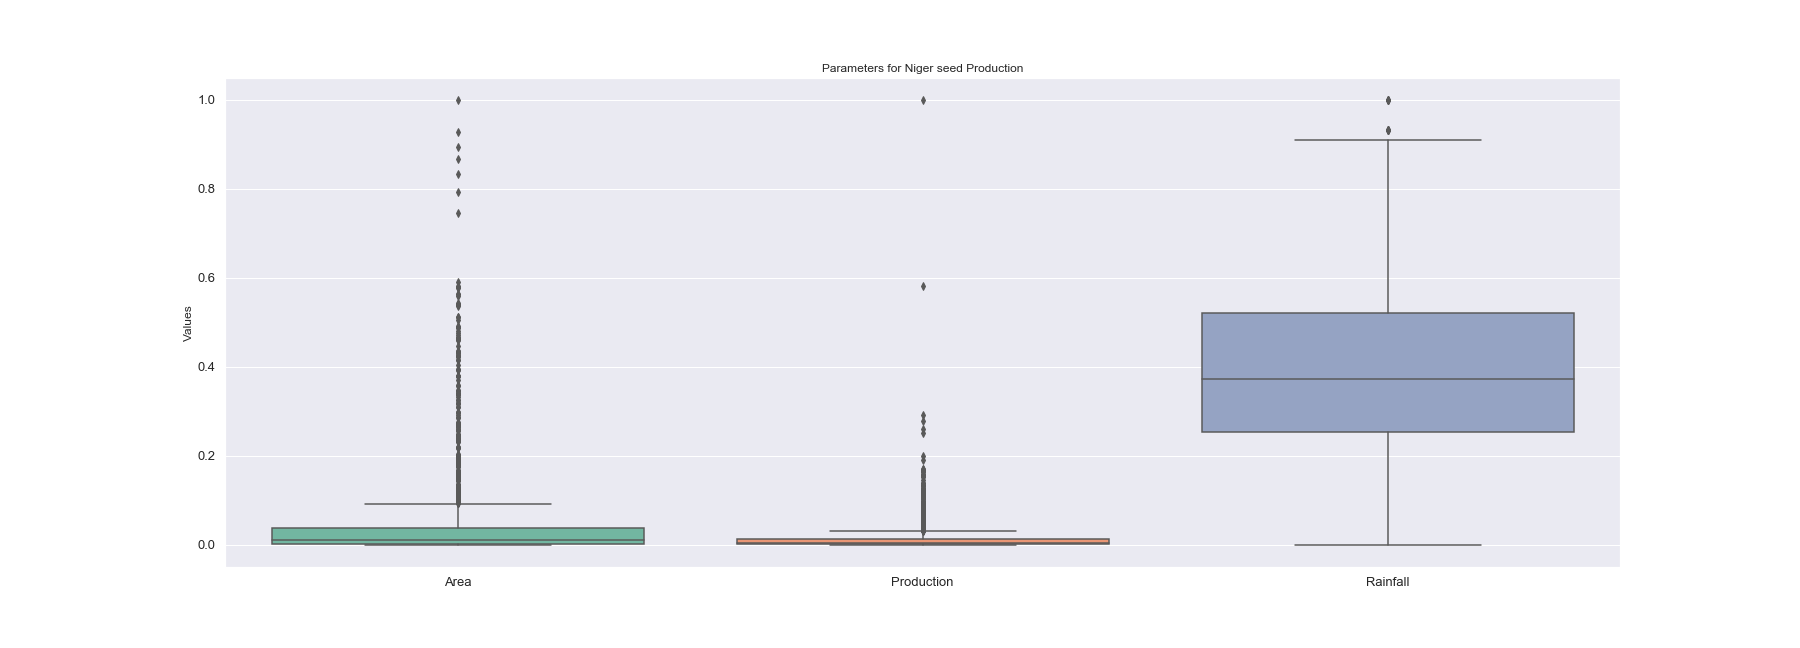 Parameters for Niger seed Production
1.0
0.8
0.6
0.4
0.2
0.0
Values
Area
Production
Rainfall